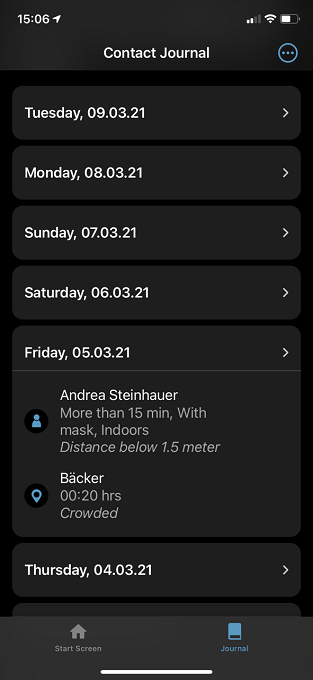 15:06
Contact Journal
Tuesday, 09.03.21
Monday, 08.03.21
Sunday, 07.03.21
Saturday, 06.03.21
Friday, 05.03.21
Andrea Steinhauer
More than 15 min, With
mask, Indoors
Distance below 1.5 meter
Bäcker
00:20 hrs
Crowded
Thursday, 04.03.21
Start Screen
Journal